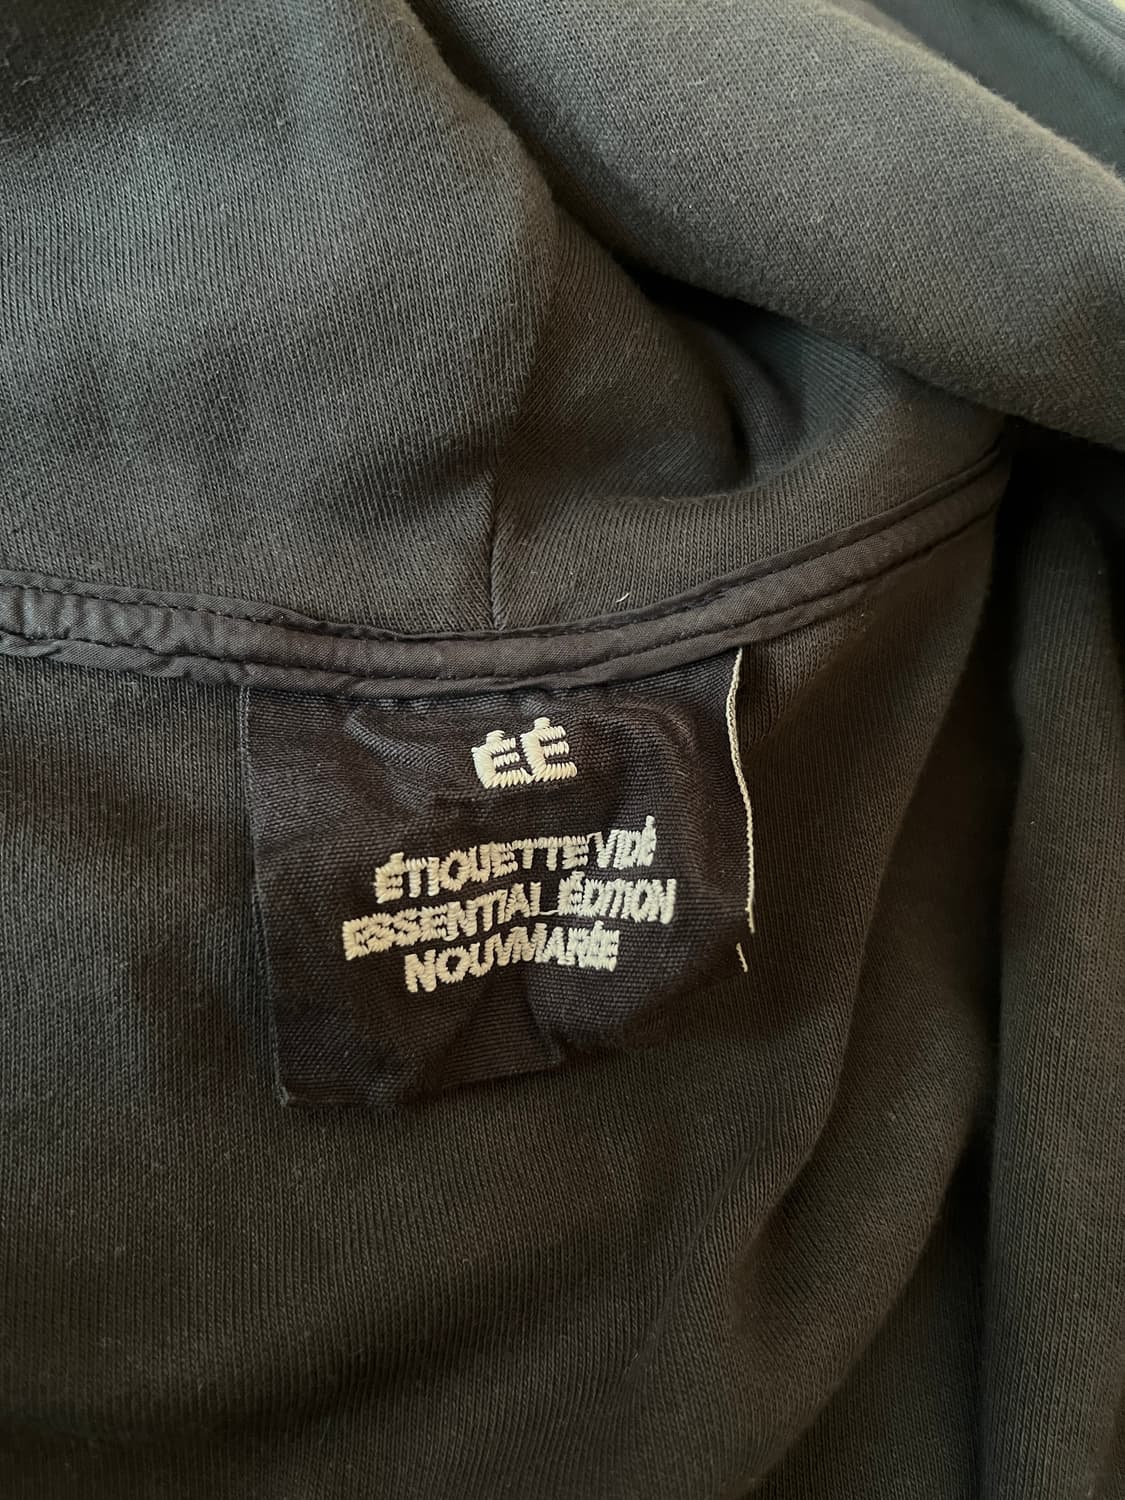 ÉÉ
ÉTIQUETTE VIDÉ
ESSENTIAL ÉDITION
NOUVMARÉE